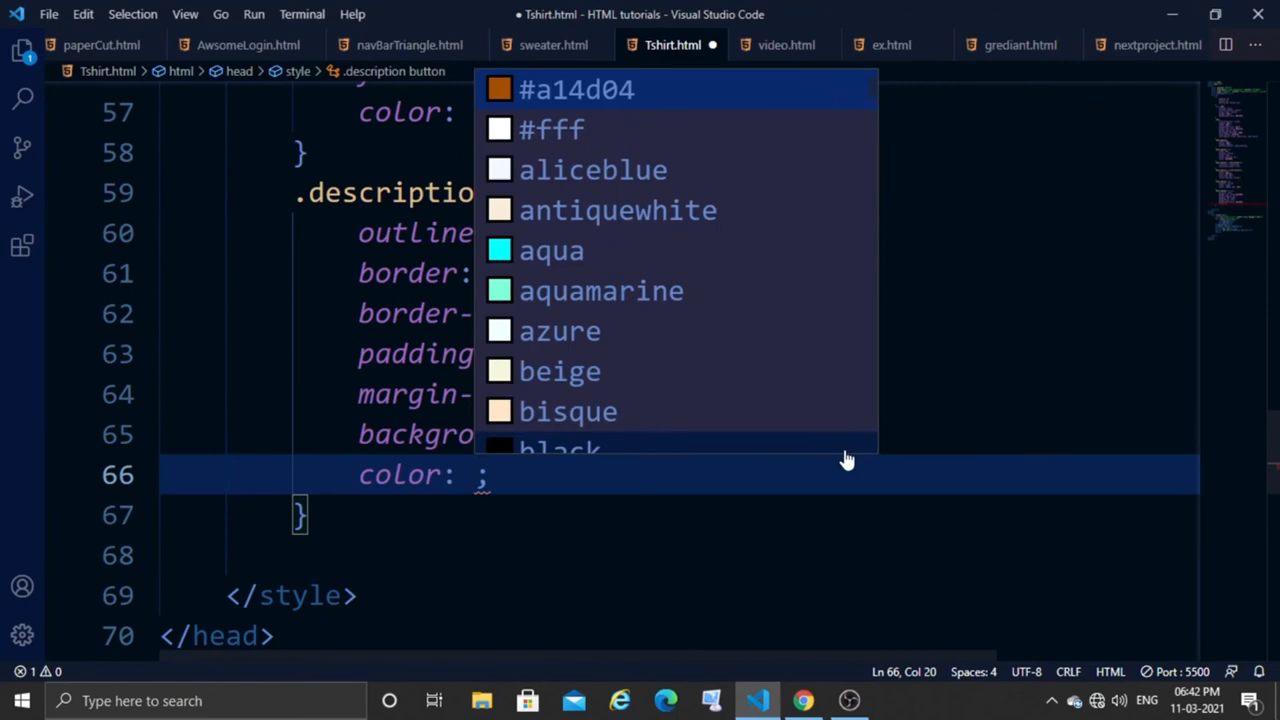 File Edit Selection View Go Run Terminal Help
● Tshirt.html - HTML tutorials - Visual Studio Code
paperCut.html AwsomeLogin.html navBarTriangle.html sweater.html Tshirt.html ● video.html ex.html grediant.html nextproject.html
Tshirt.html > html > head > style > .description button
57 color:
58 }
59 .descriptio
60 outline
61 border:
62 border-
63 padding
64 margin-
65 backgro
66 color: ;
67 }
68
69 </style>
70 </head>
#a14d04
#fff
aliceblue
antiquewhite
aqua
aquamarine
azure
beige
bisque
black
1 0 Ln 66, Col 20 Spaces: 4 UTF-8 CRLF HTML Port : 5500
Type here to search
ENG
06:42 PM
11-03-2021
1
1